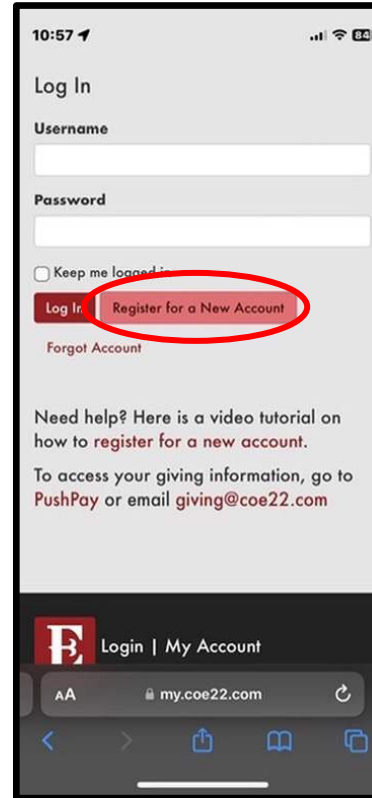 10:57
84
Log In
Username
Password
Keep me logged in
Log In Register for a New Account
Forgot Account
Need help? Here is a video tutorial on
how to register for a new account.
To access your giving information, go to
PushPay or email giving@coe22.com
Login | My Account
AA my.coe22.com